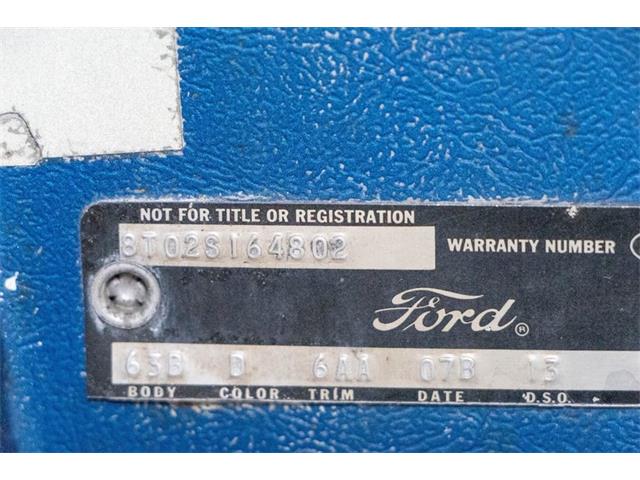 NOT FOR TITLE OR REGISTRATION
8T02S164802
WARRANTY NUMBER
Ford®
63B D 6AA 07B 13
BODY COLOR TRIM DATE D.S.O.